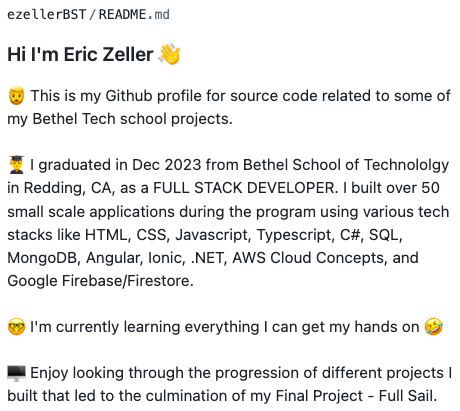 ezellerBST/README.md
Hi I'm Eric Zeller 👋
🧔‍♂️ This is my Github profile for source code related to some of
my Bethel Tech school projects.
👨‍🎓 I graduated in Dec 2023 from Bethel School of Technololgy
in Redding, CA, as a FULL STACK DEVELOPER. I built over 50
small scale applications during the program using various tech
stacks like HTML, CSS, Javascript, Typescript, C#, SQL,
MongoDB, Angular, Ionic, .NET, AWS Cloud Concepts, and
Google Firebase/Firestore.
🤓 I'm currently learning everything I can get my hands on 🤣
🖥️ Enjoy looking through the progression of different projects I
built that led to the culmination of my Final Project - Full Sail.